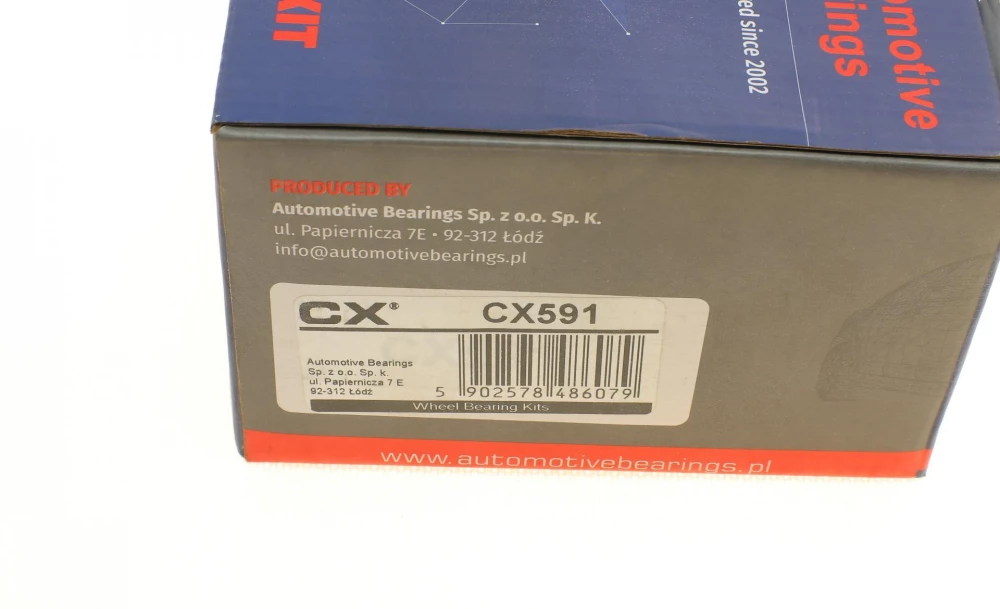 KIT
ed since 2002
omotive
ings
PRODUCED BY
Automotive Bearings Sp. z o.o. Sp. K.
ul. Papiernicza 7E • 92-312 Łódź
info@automotivebearings.pl
CX® CX591
Automotive Bearings
Sp. z o.o. Sp. k.
ul. Papiernicza 7 E
92-312 Łódź
5 902578 486079
Wheel Bearing Kits
www.automotivebearings.pl